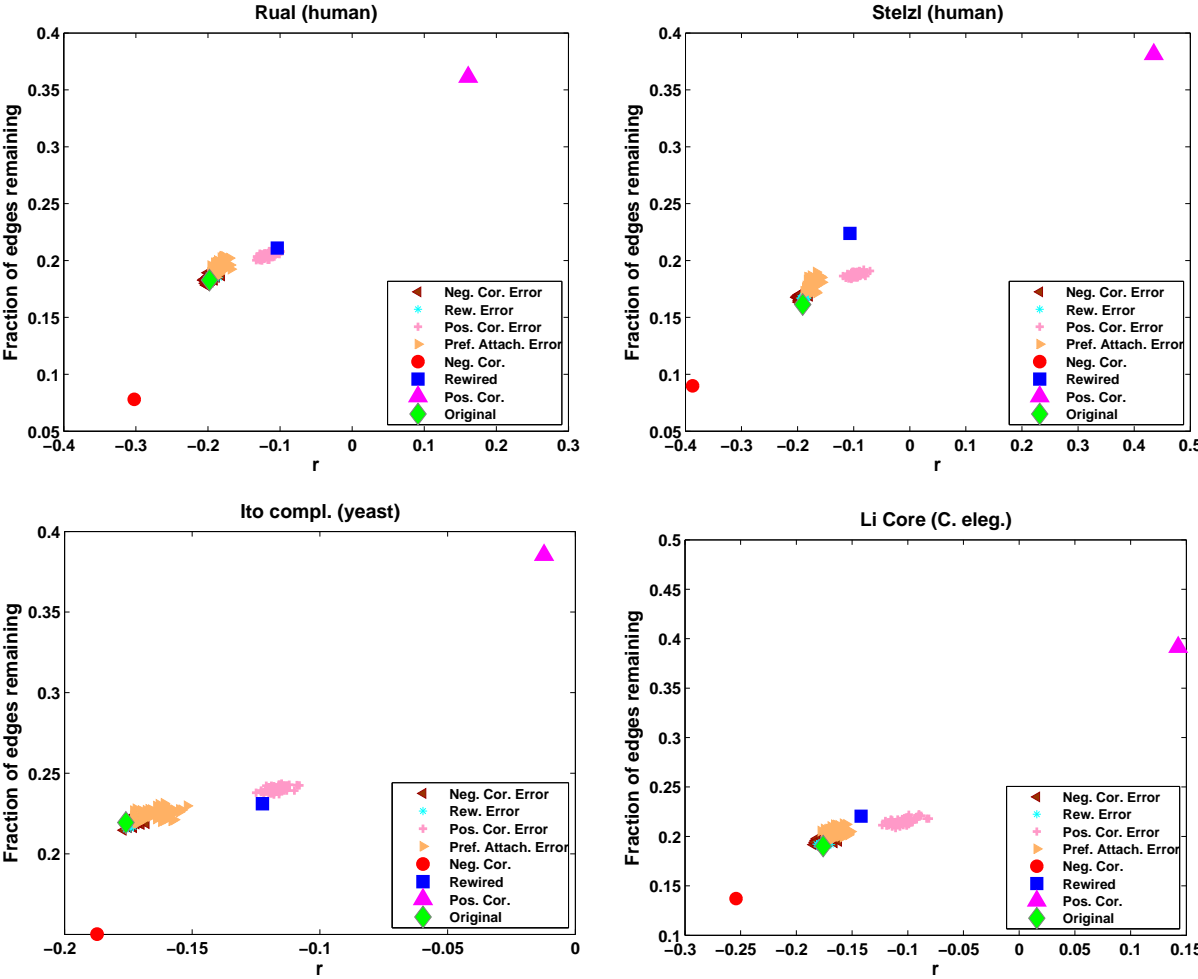 Rual (human)
Fraction of edges remaining
0.4
0.35
0.3
0.25
0.2
0.15
0.1
0.05
−0.4 −0.3 −0.2 −0.1 0 0.1 0.2 0.3
r
Neg. Cor. Error
Rew. Error
Pos. Cor. Error
Pref. Attach. Error
Neg. Cor.
Rewired
Pos. Cor.
Original
Stelzl (human)
Fraction of edges remaining
0.4
0.35
0.3
0.25
0.2
0.15
0.1
0.05
−0.4 −0.3 −0.2 −0.1 0 0.1 0.2 0.3 0.4 0.5
r
Neg. Cor. Error
Rew. Error
Pos. Cor. Error
Pref. Attach. Error
Neg. Cor.
Rewired
Pos. Cor.
Original
Ito compl. (yeast)
Fraction of edges remaining
0.4
0.35
0.3
0.25
0.2
−0.2 −0.15 −0.1 −0.05 0
r
Neg. Cor. Error
Rew. Error
Pos. Cor. Error
Pref. Attach. Error
Neg. Cor.
Rewired
Pos. Cor.
Original
Li Core (C. eleg.)
Fraction of edges remaining
0.5
0.45
0.4
0.35
0.3
0.25
0.2
0.15
0.1
−0.3 −0.25 −0.2 −0.15 −0.1 −0.05 0 0.05 0.1 0.15
r
Neg. Cor. Error
Rew. Error
Pos. Cor. Error
Pref. Attach. Error
Neg. Cor.
Rewired
Pos. Cor.
Original